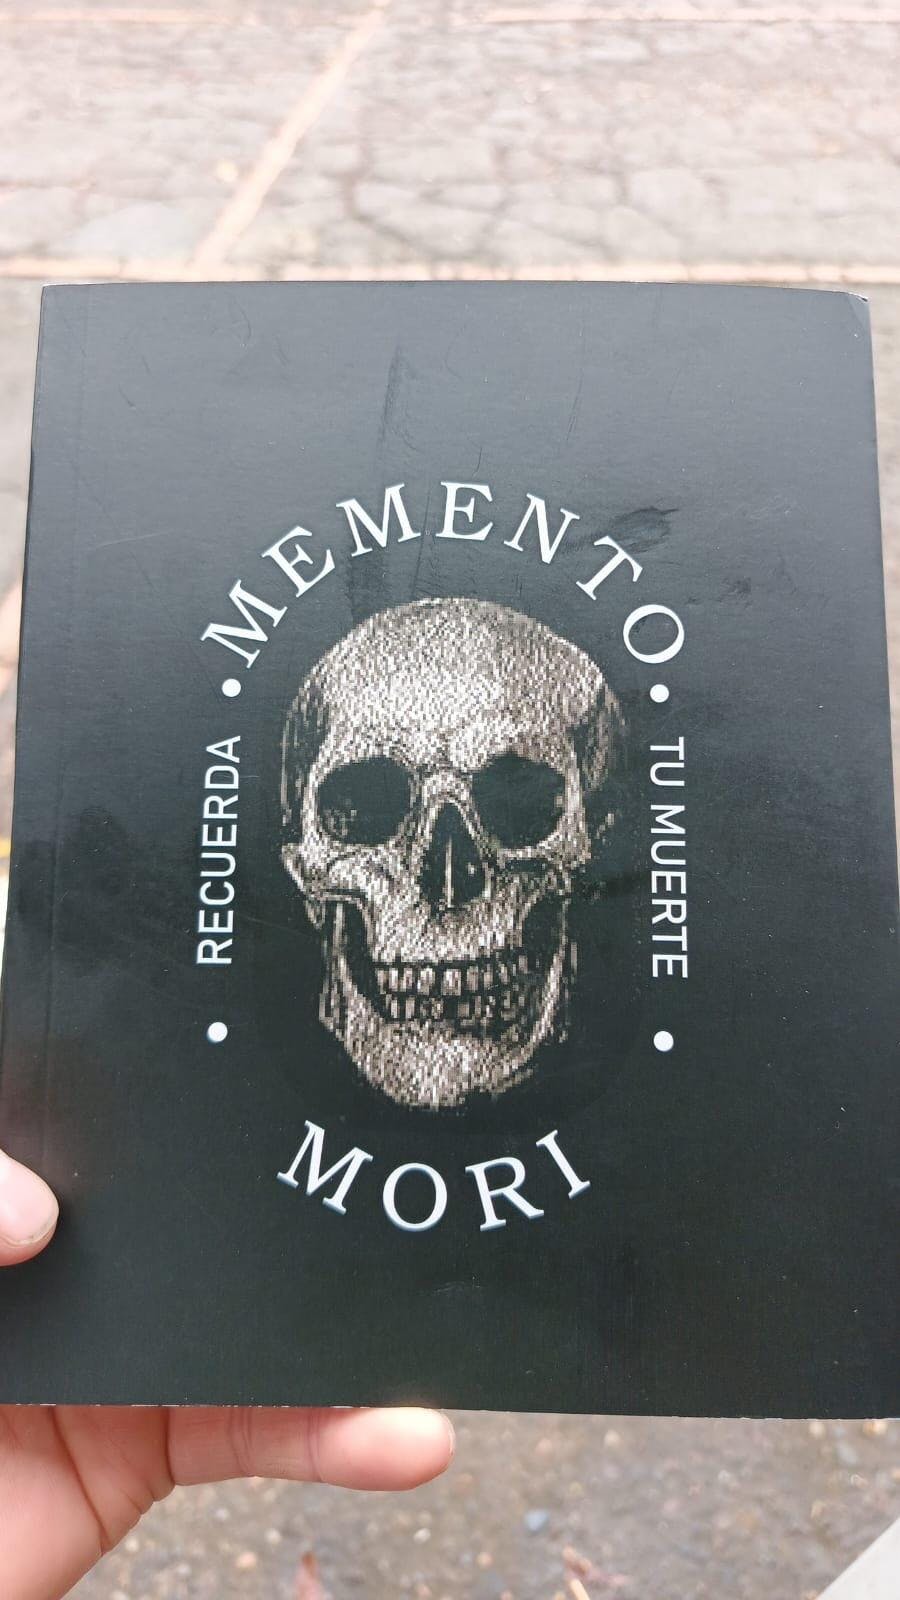 • MEMENTO •
• RECUERDA
TU MUERTE •
MORI